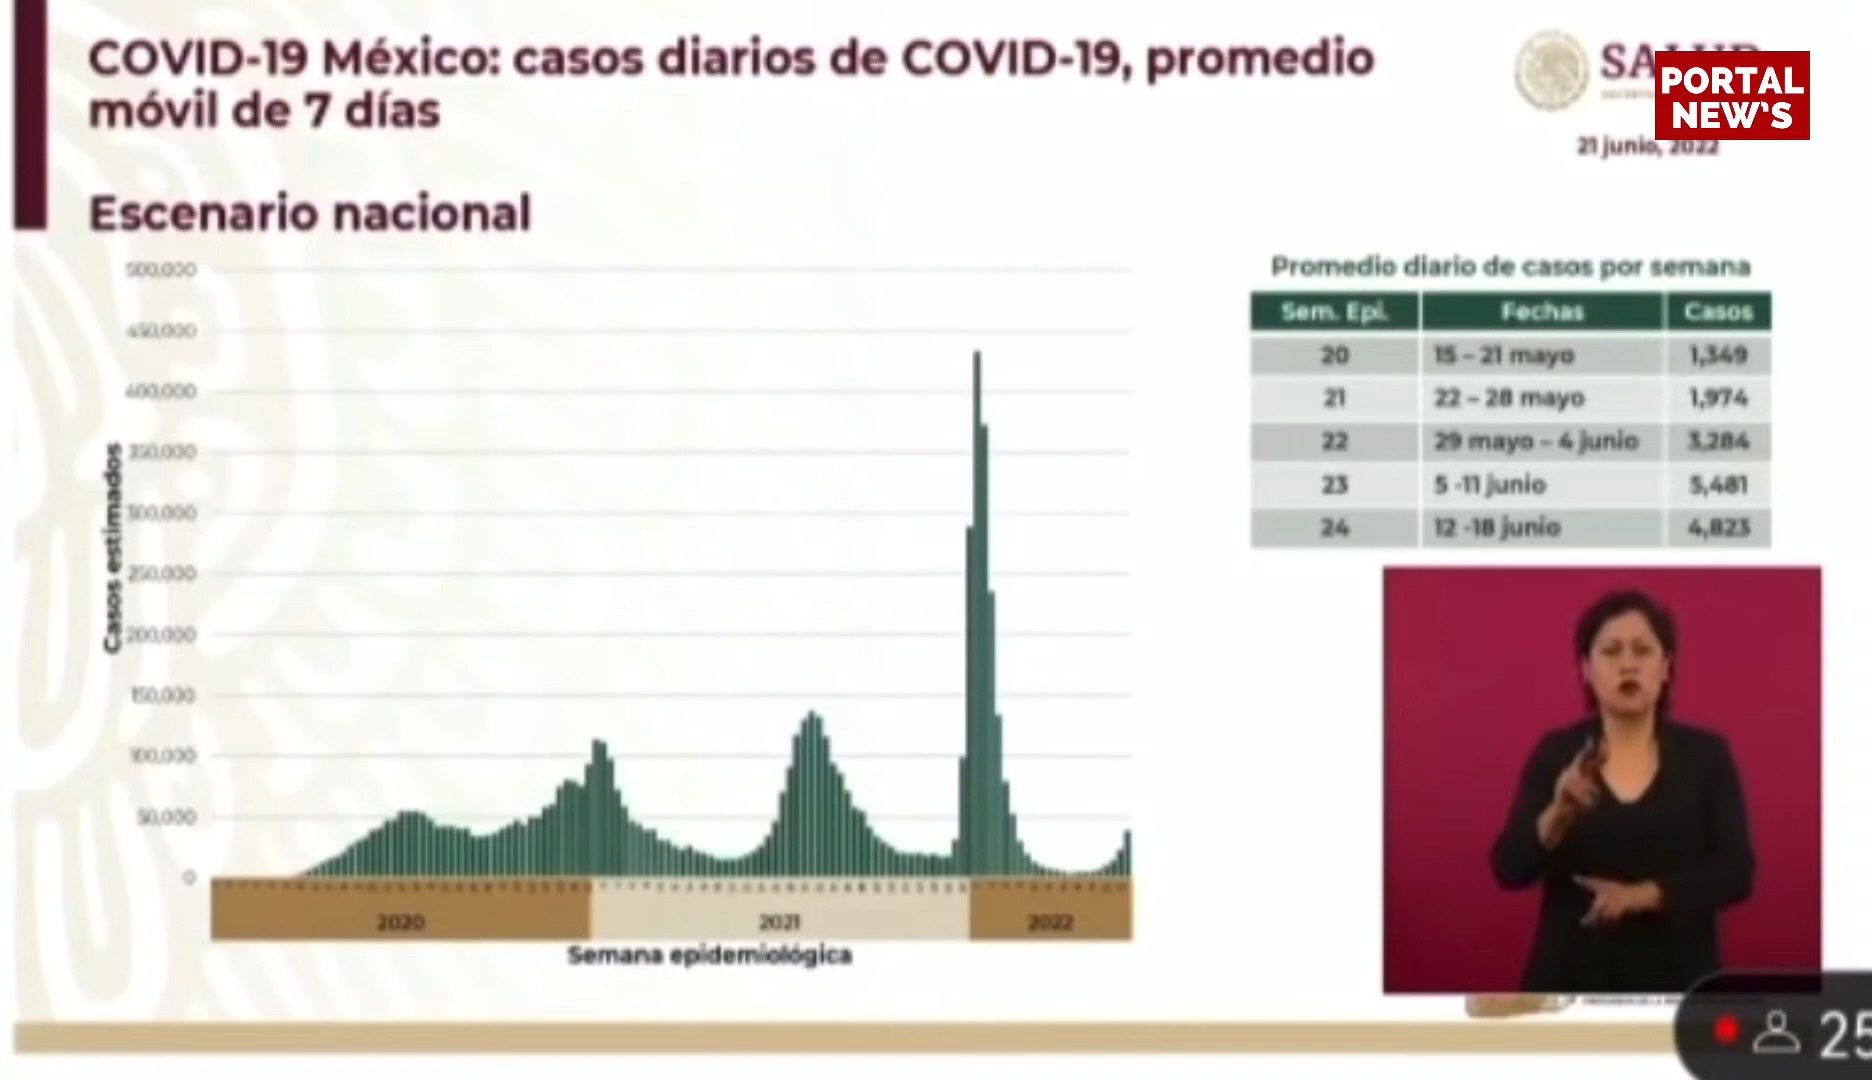 COVID-19 México: casos diarios de COVID-19, promedio
móvil de 7 días
SA
PORTAL
NEW'S
21 junio, 2022
Escenario nacional
500,000
450,000
400,000
350,000
300,000
250,000
200,000
150,000
100,000
50,000
0
Casos estimados
2020 2021 2022
Semana epidemiológica
Promedio diario de casos por semana
Sem. Epi. Fechas Casos
20 15 – 21 mayo 1,349
21 22 – 28 mayo 1,974
22 29 mayo – 4 junio 3,284
23 5 -11 junio 5,481
24 12 -18 junio 4,823
25